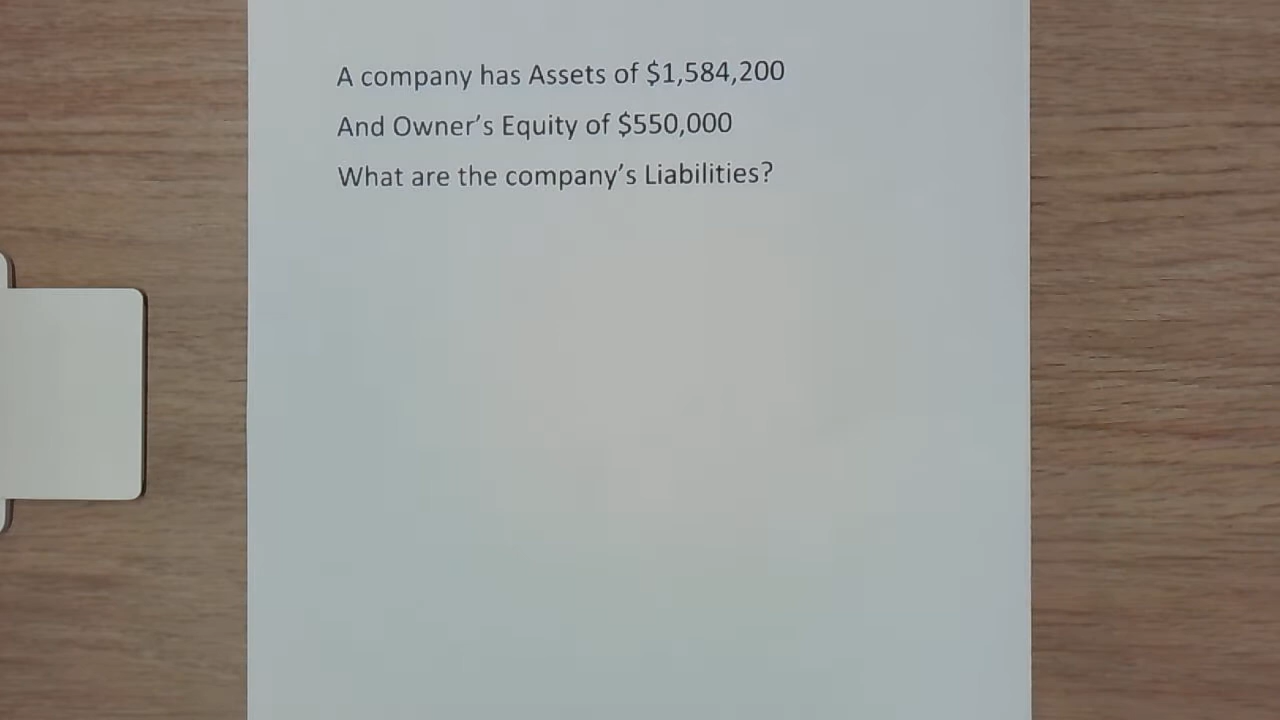 A company has Assets of $1,584,200
And Owner’s Equity of $550,000
What are the company’s Liabilities?